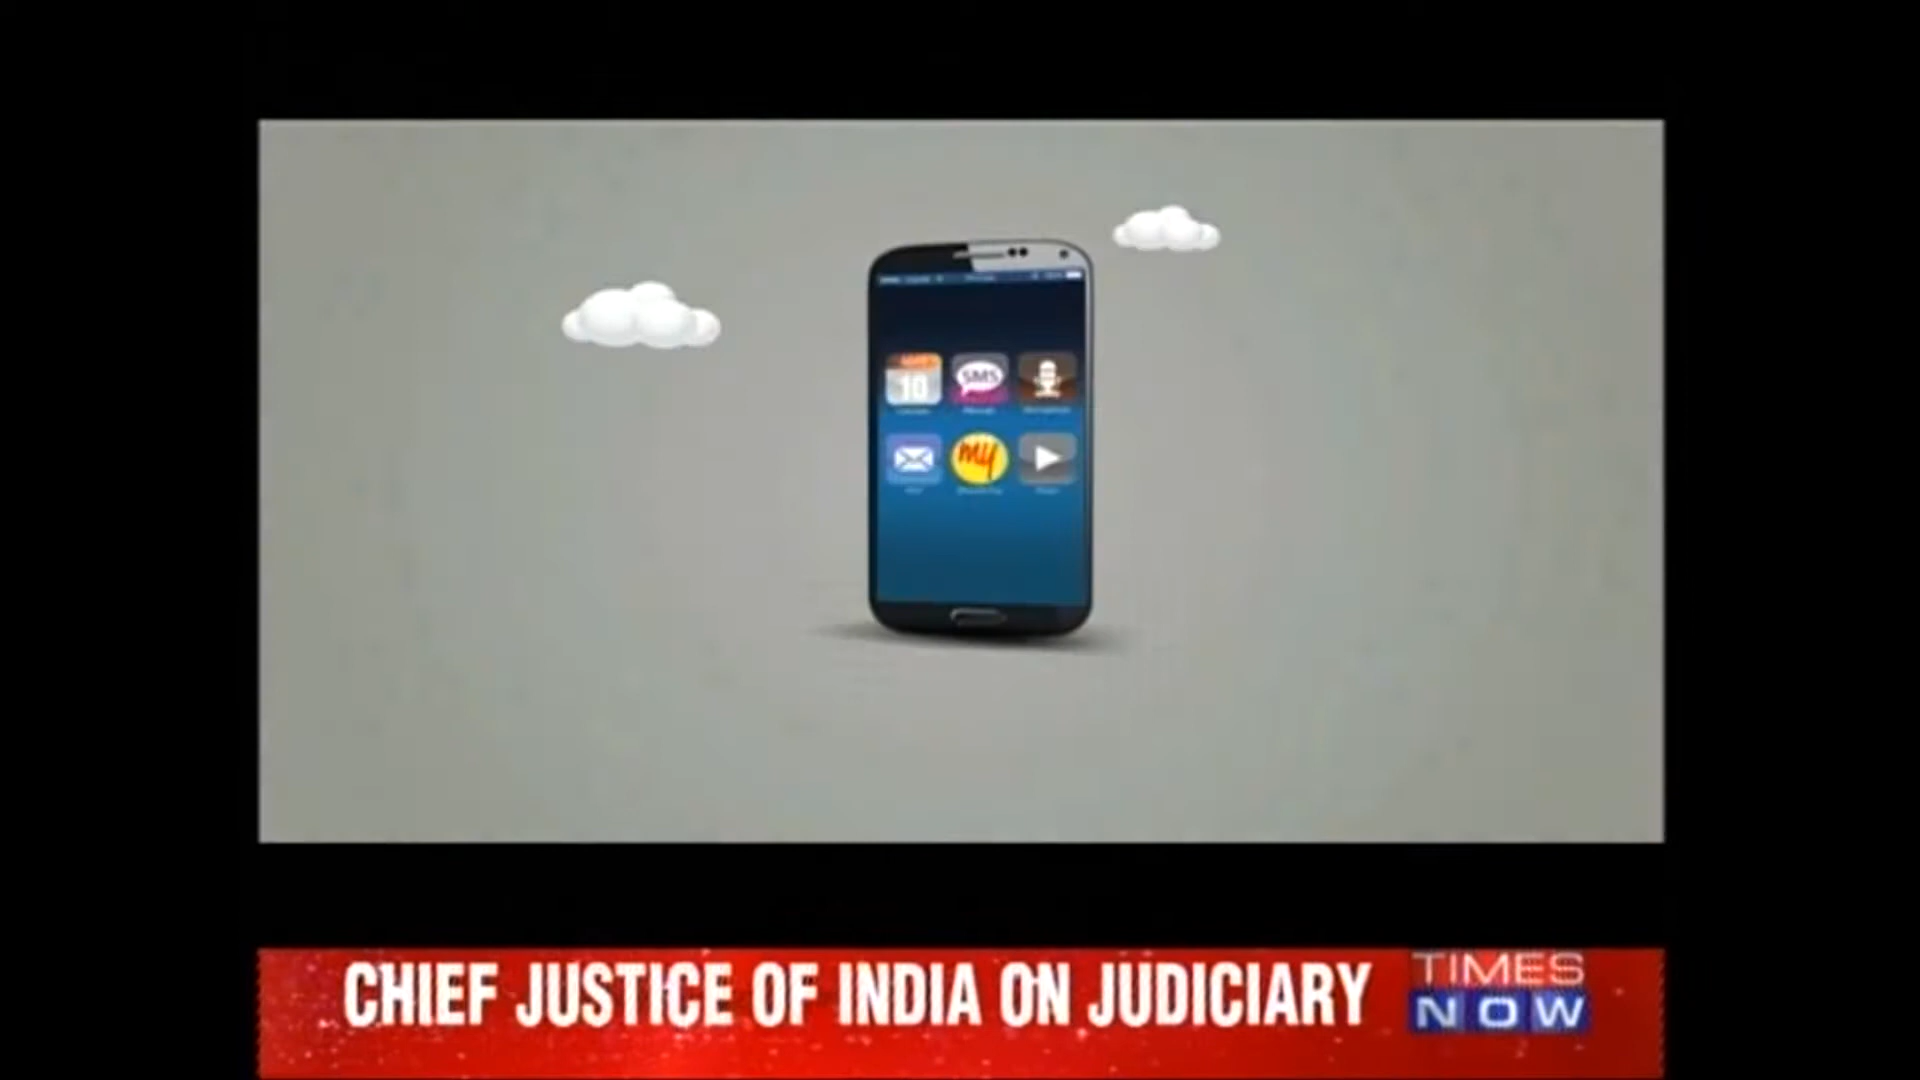 10
SMS
my
CHIEF JUSTICE OF INDIA ON JUDICIARY
TIMES
NOW